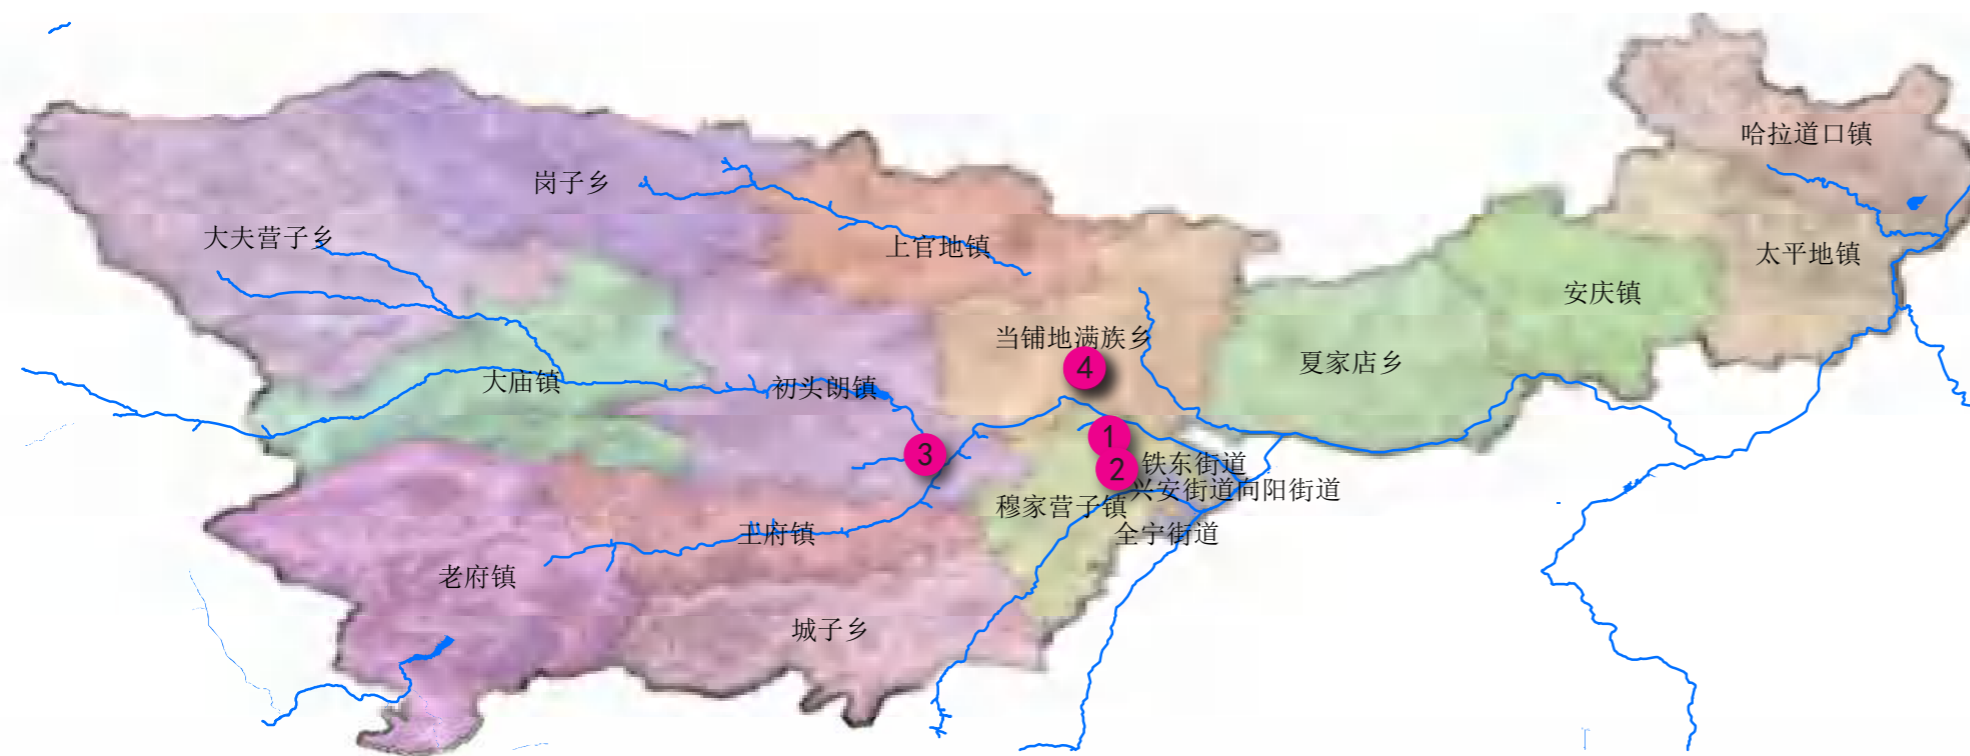 哈拉道口镇
岗子乡
大夫营子乡
上官地镇
太平地镇
安庆镇
当铺地满族乡
夏家店乡
4
大庙镇
初头朗镇
1
3
2
铁东街道
兴安街道
向阳街道
穆家营子镇
全宁街道
王府镇
老府镇
城子乡